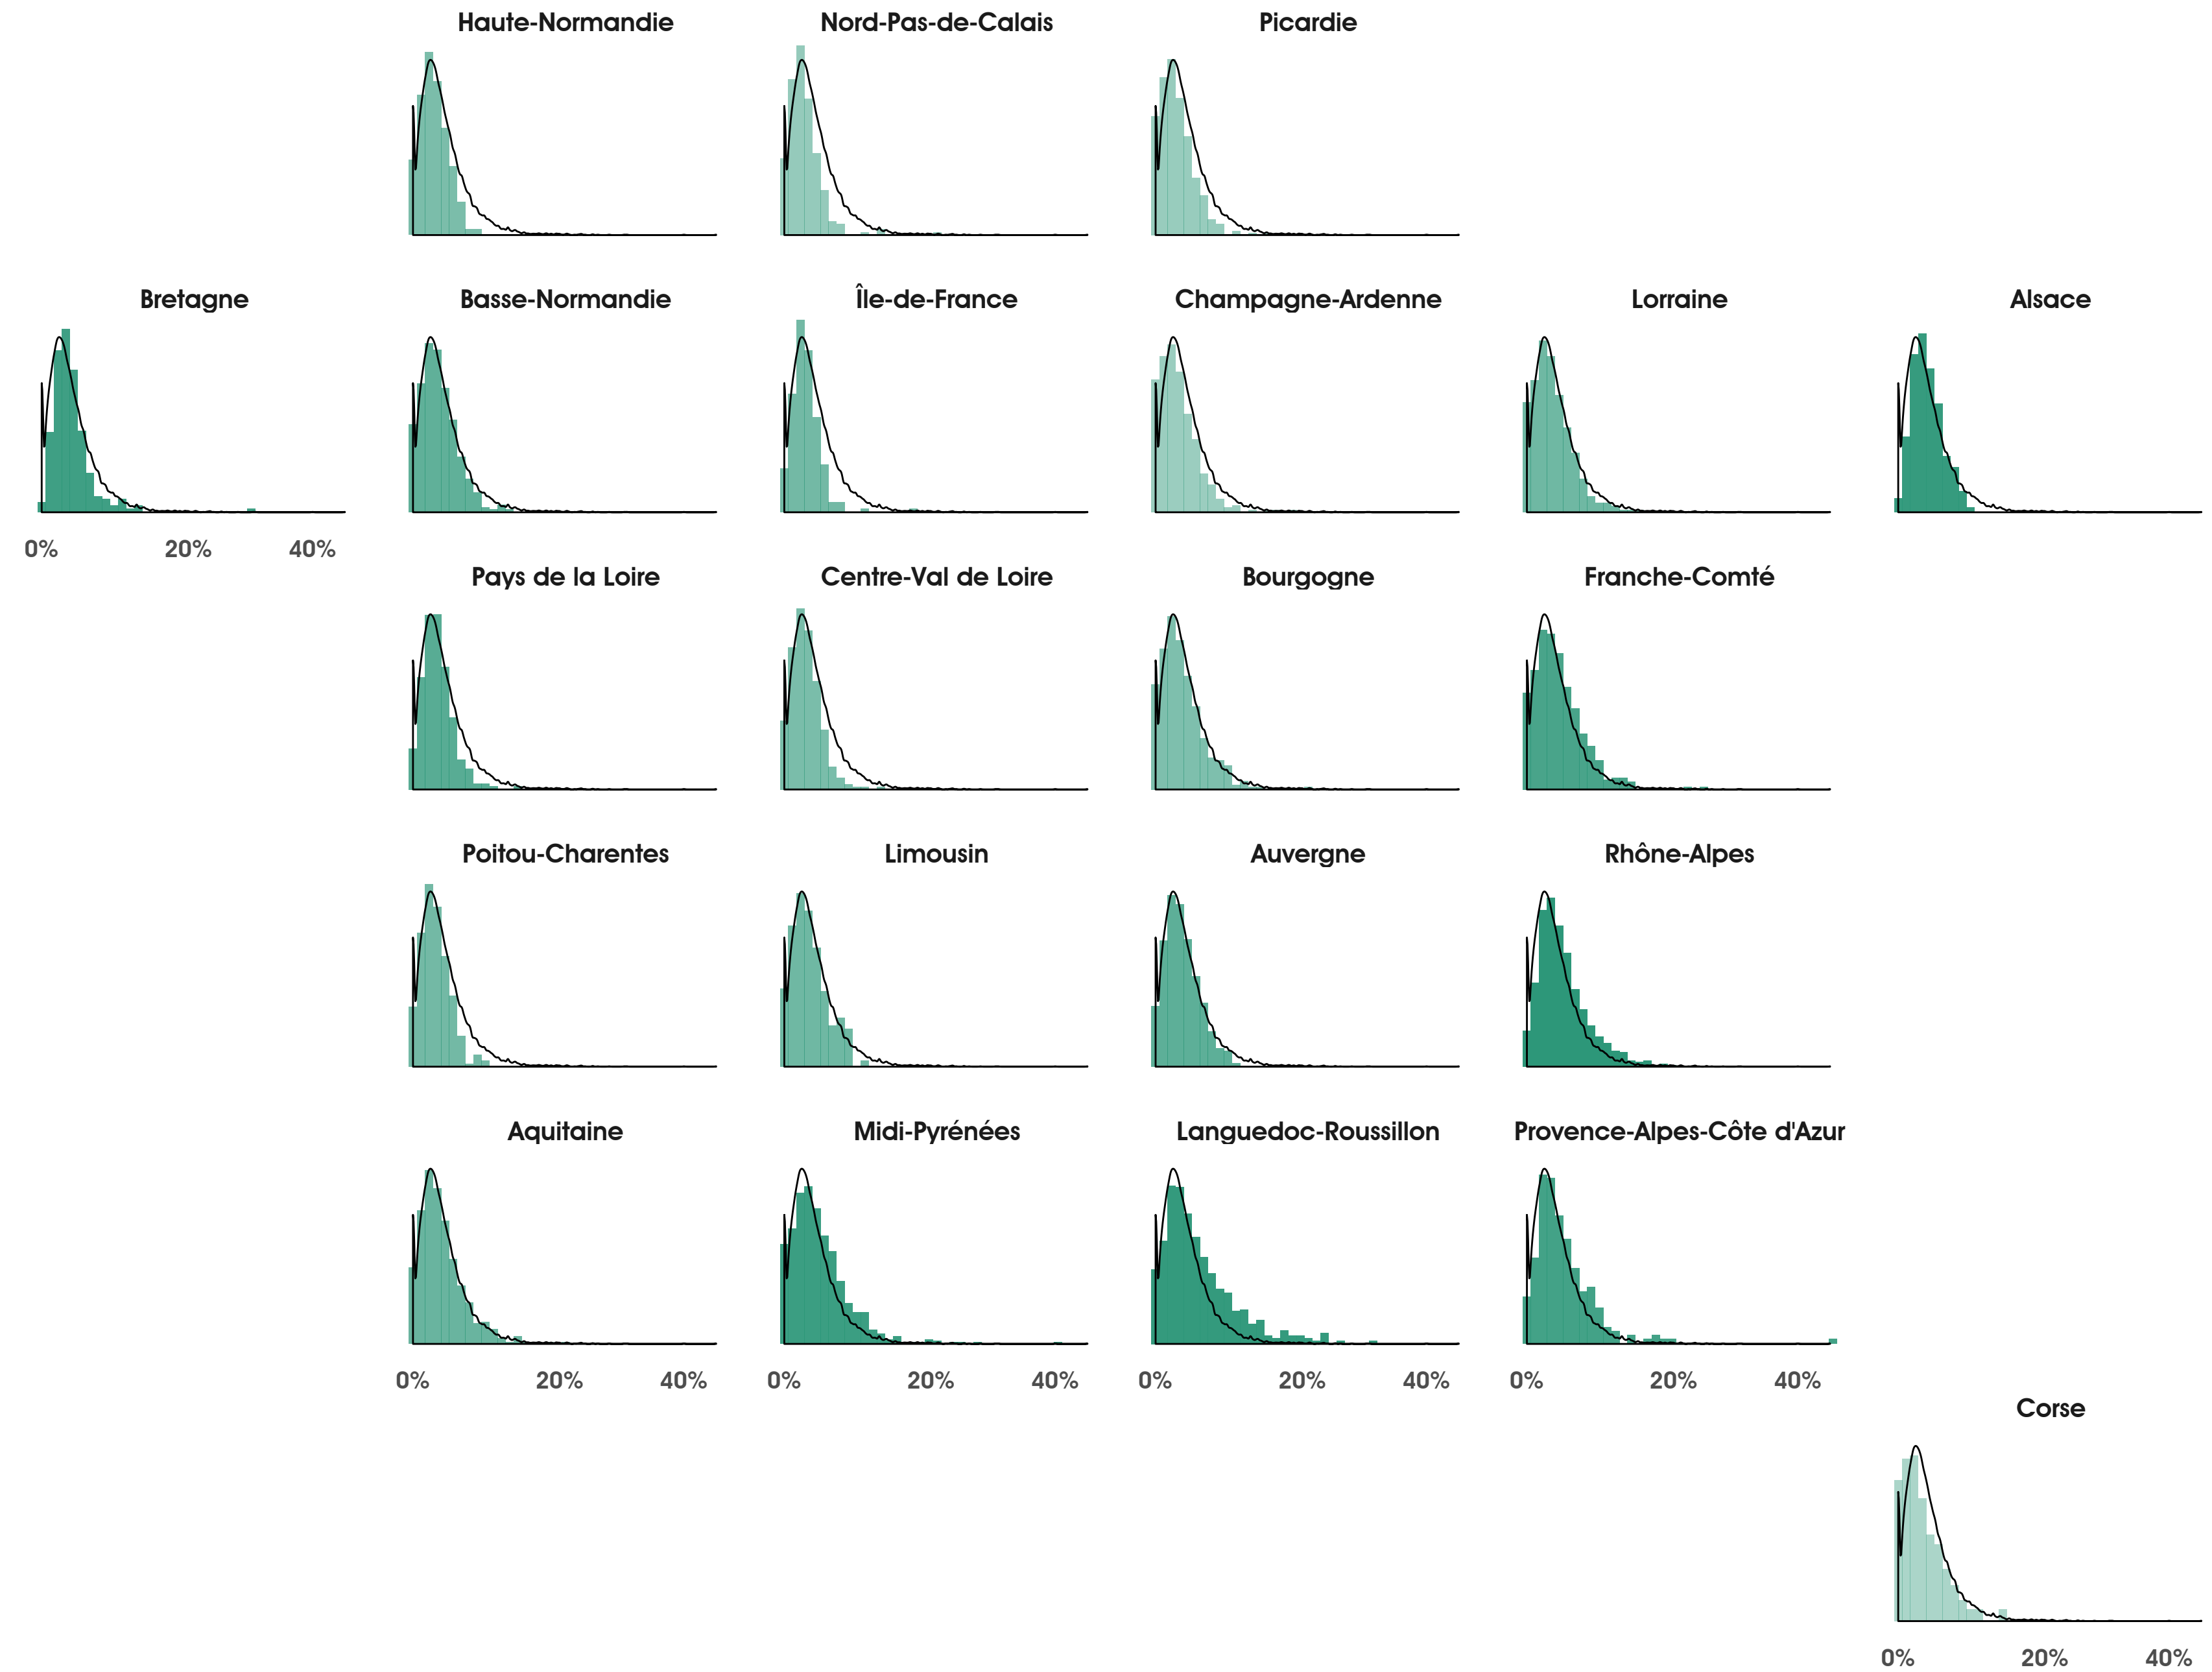 Haute-Normandie
Nord-Pas-de-Calais
Picardie
Bretagne
Basse-Normandie
Île-de-France
Champagne-Ardenne
Lorraine
Alsace
0% 20% 40%
Pays de la Loire
Centre-Val de Loire
Bourgogne
Franche-Comté
Poitou-Charentes
Limousin
Auvergne
Rhône-Alpes
Aquitaine
Midi-Pyrénées
Languedoc-Roussillon
Provence-Alpes-Côte d'Azur
0% 20% 40%
0% 20% 40%
0% 20% 40%
0% 20% 40%
Corse
0% 20% 40%